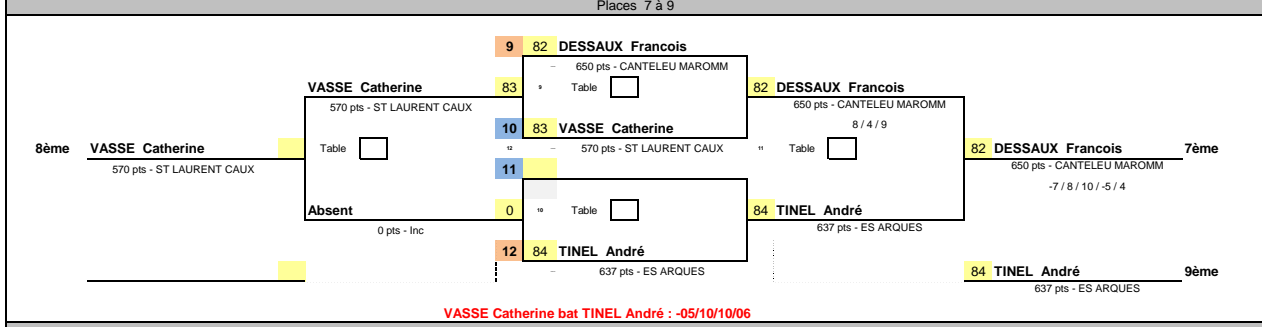 Places 7 à 9
9 82 DESSAUX Francois
– 650 pts - CANTELEU MAROMM
VASSE Catherine 83 9 Table 82 DESSAUX Francois
570 pts - ST LAURENT CAUX 650 pts - CANTELEU MAROMM
10 83 VASSE Catherine 8 / 4 / 9
8ème VASSE Catherine Table 12 – 570 pts - ST LAURENT CAUX 11 Table 82 DESSAUX Francois 7ème
570 pts - ST LAURENT CAUX 11 650 pts - CANTELEU MAROMM
-7 / 8 / 10 / -5 / 4
Absent 0 10 Table 84 TINEL André
0 pts - Inc 637 pts - ES ARQUES
12 84 TINEL André
– 637 pts - ES ARQUES 84 TINEL André 9ème
637 pts - ES ARQUES
VASSE Catherine bat TINEL André : -05/10/10/06